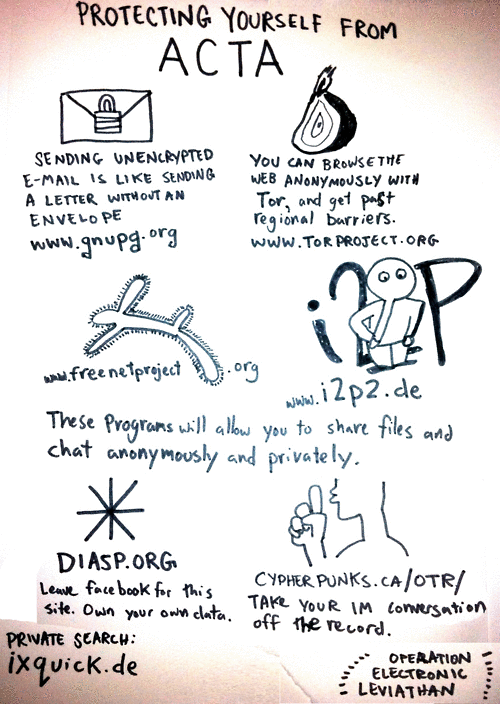 PROTECTING YOURSELF FROM
ACTA
SENDING UNENCRYPTED
E-MAIL IS LIKE SENDING
A LETTER WITHOUT AN
ENVELOPE
www.gnupg.org
YOU CAN BROWSE THE
WEB ANONYMOUSLY WITH
Tor, and get past
regional barriers.
WWW.TORPROJECT.ORG
www.freenetproject.org
i2P
www.i2p2.de
These Programs will allow you to share files and
chat anonymously and privately.
DIASP.ORG
Leave facebook for this
site. Own your own data.
CYPHERPUNKS.CA/OTR/
TAKE YOUR IM conversation
off the record.
PRIVATE SEARCH:
ixquick.de
OPERATION
ELECTRONIC
LEVIATHAN